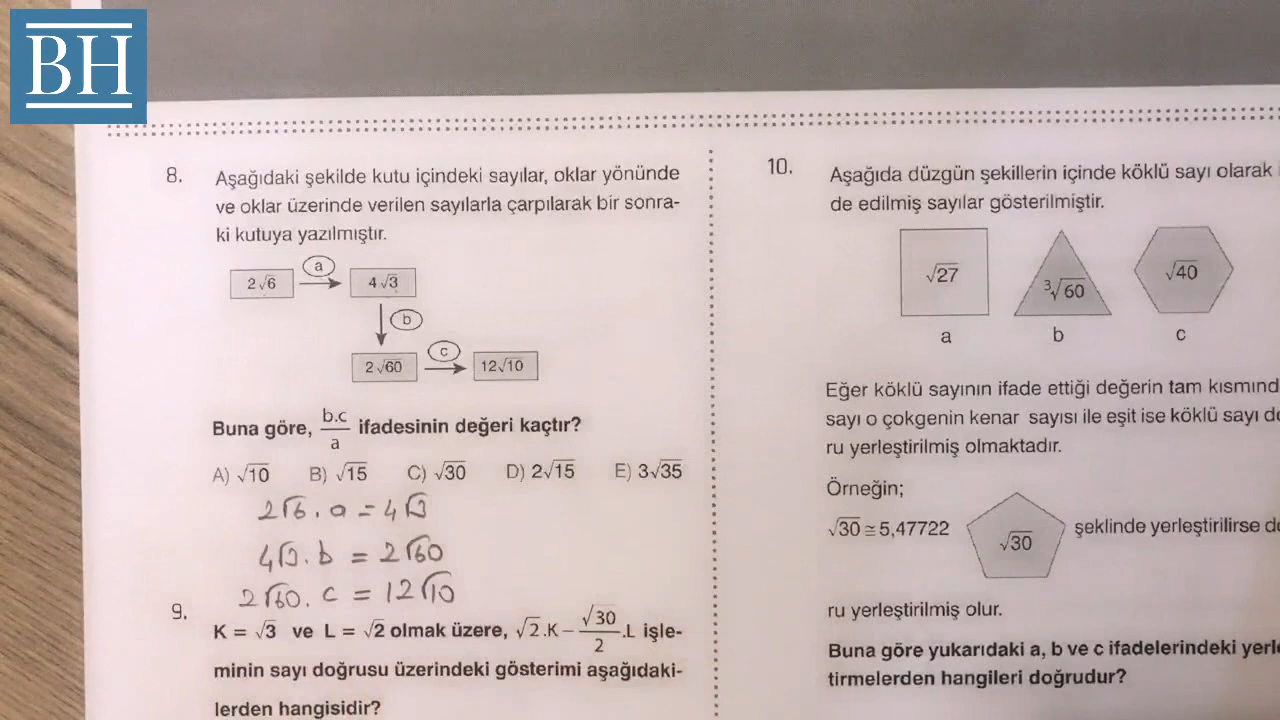 BH
8. Aşağıdaki şekilde kutu içindeki sayılar, oklar yönünde
ve oklar üzerinde verilen sayılarla çarpılarak bir sonra-
ki kutuya yazılmıştır.
2√6 a 4√3
b
2√60 c 12√10
Buna göre, b.c/a ifadesinin değeri kaçtır?
A) √10 B) √15 C) √30 D) 2√15 E) 3√35
2√6 . a = 4√3
4√3 . b = 2√60
2√60 . c = 12√10
9. K = √3 ve L = √2 olmak üzere, √2.K − √30/2 .L işle-
minin sayı doğrusu üzerindeki gösterimi aşağıdaki-
lerden hangisidir?
10. Aşağıda düzgün şekillerin içinde köklü sayı olarak
de edilmiş sayılar gösterilmiştir.
√27 ³√60 √40
a b c
Eğer köklü sayının ifade ettiği değerin tam kısmınd
sayı o çokgenin kenar sayısı ile eşit ise köklü sayı d
ru yerleştirilmiş olmaktadır.
Örneğin;
√30 ≅ 5,47722 √30 şeklinde yerleştirilirse d
ru yerleştirilmiş olur.
Buna göre yukarıdaki a, b ve c ifadelerindeki yerl
tirmelerden hangileri doğrudur?